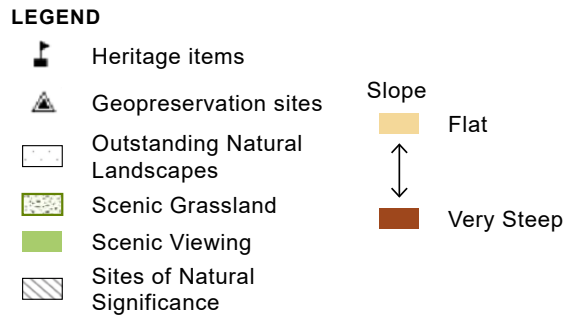 LEGEND
Heritage items
Geopreservation sites
Outstanding Natural
Landscapes
Scenic Grassland
Scenic Viewing
Sites of Natural
Significance
Slope
Flat
Very Steep